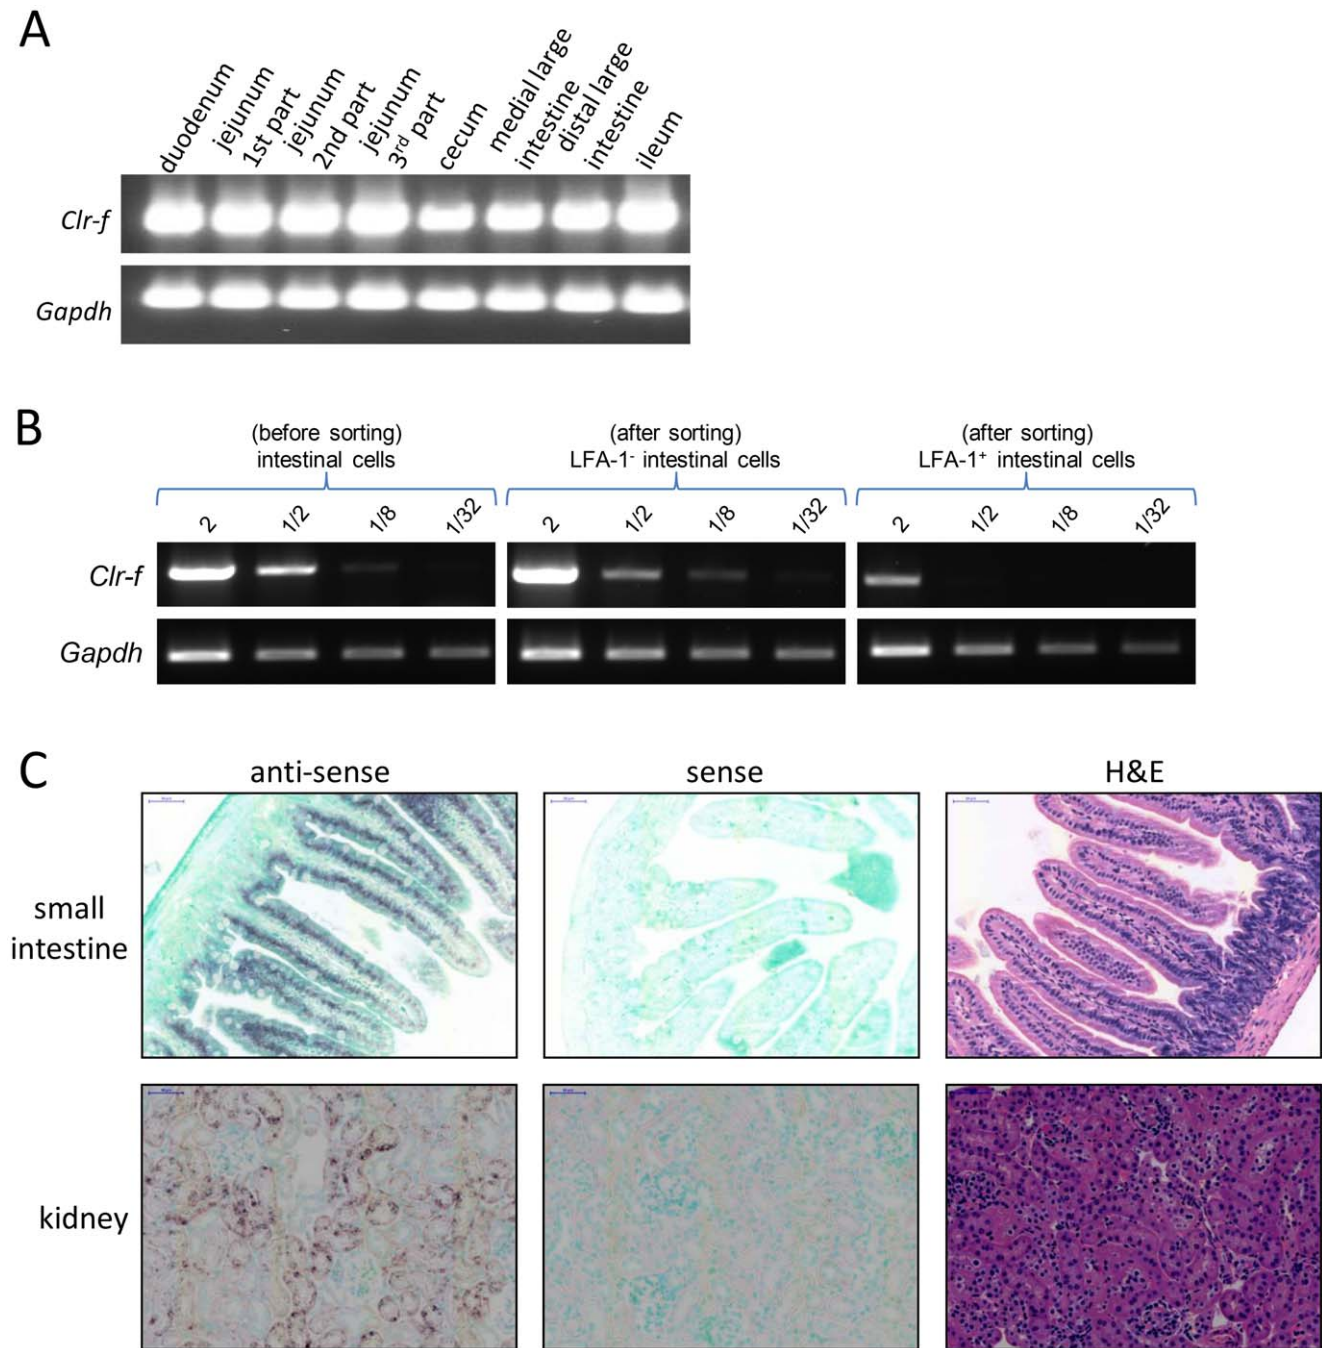 A
duodenum
jejunum
1st part
jejunum
2nd part
jejunum
3rd part
cecum
medial large
intestine
distal large
intestine
ileum
Clr-f
Gapdh
B
(before sorting)
intestinal cells
(after sorting)
LFA-1- intestinal cells
(after sorting)
LFA-1+ intestinal cells
2 1/2 1/8 1/32 2 1/2 1/8 1/32 2 1/2 1/8 1/32
Clr-f
Gapdh
C
anti-sense sense H&E
small
intestine
kidney